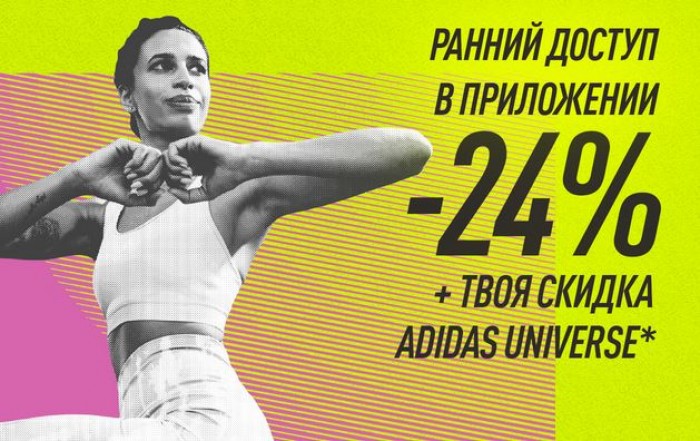 РАННИЙ ДОСТУП
В ПРИЛОЖЕНИИ
-24%
+ ТВОЯ СКИДКА
ADIDAS UNIVERSE*